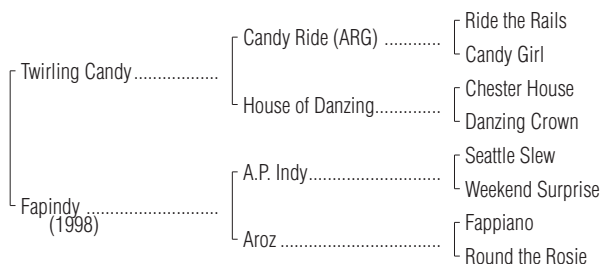 Ride the Rails
Candy Ride (ARG) ............
Candy Girl
Twirling Candy..................
Chester House
House of Danzing..............
Danzing Crown
Seattle Slew
A.P. Indy............................
Weekend Surprise
Fapindy ............................
(1998)
Fappiano
Aroz ..................................
Round the Rosie